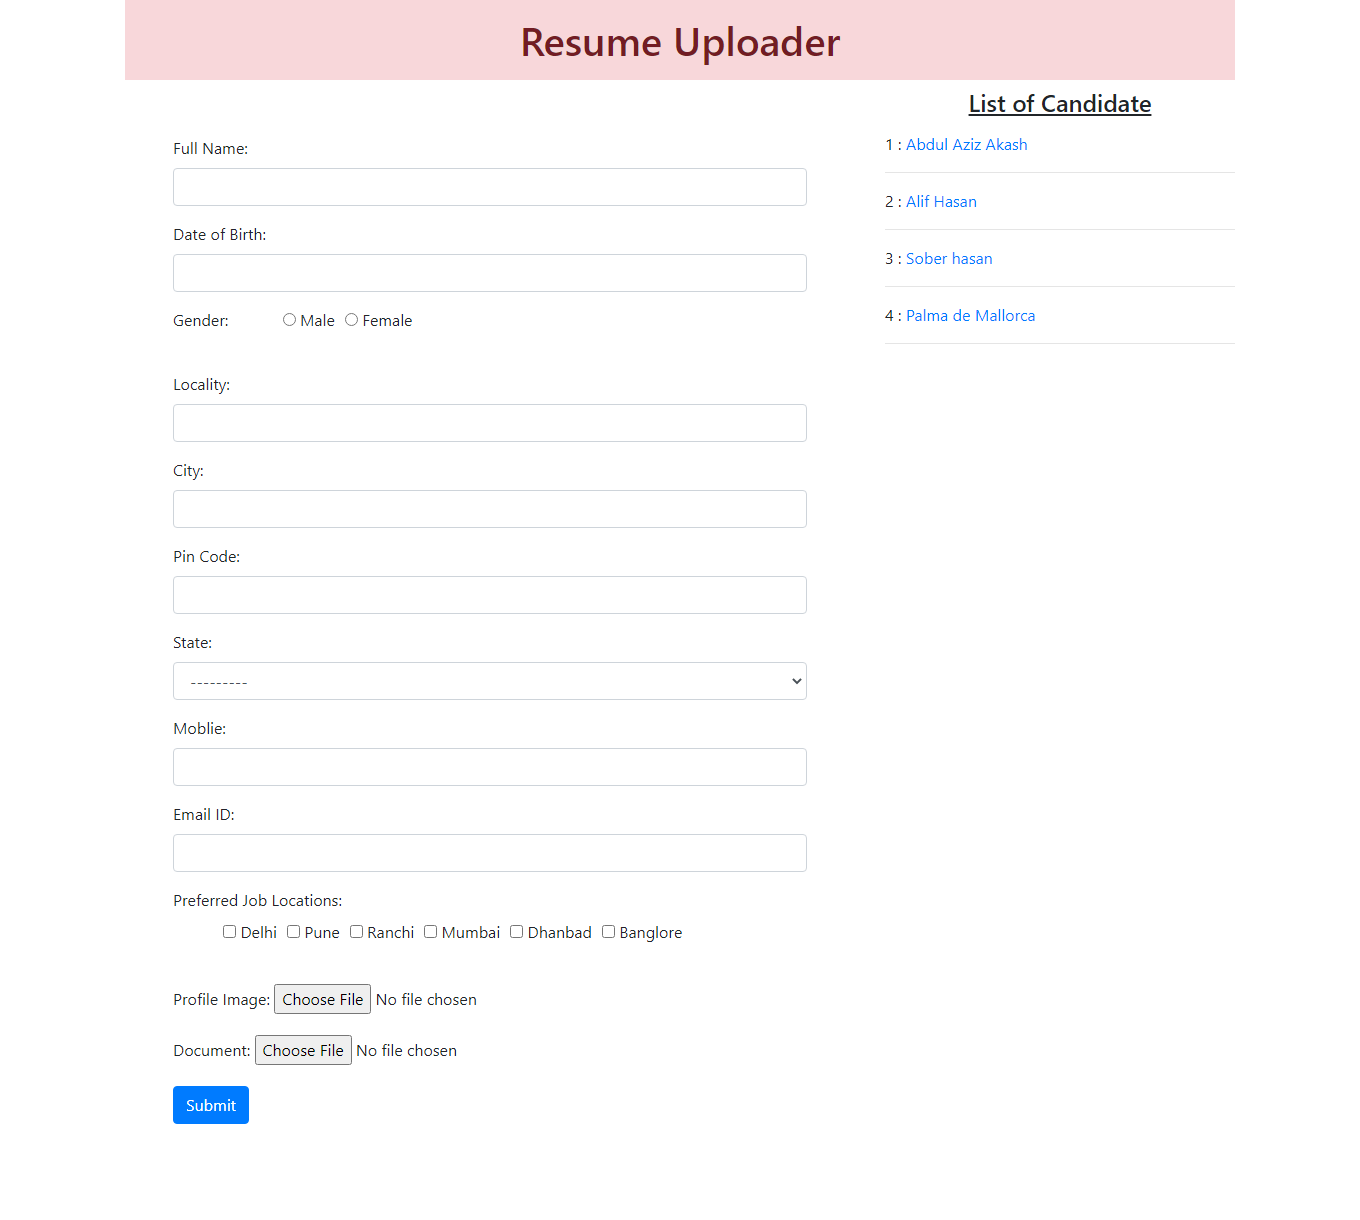 Resume Uploader
Full Name:
Date of Birth:
Gender: Male Female
Locality:
City:
Pin Code:
State:
---------
Moblie:
Email ID:
Preferred Job Locations:
Delhi Pune Ranchi Mumbai Dhanbad Banglore
Profile Image: Choose File No file chosen
Document: Choose File No file chosen
Submit
List of Candidate
1 : Abdul Aziz Akash
2 : Alif Hasan
3 : Sober hasan
4 : Palma de Mallorca